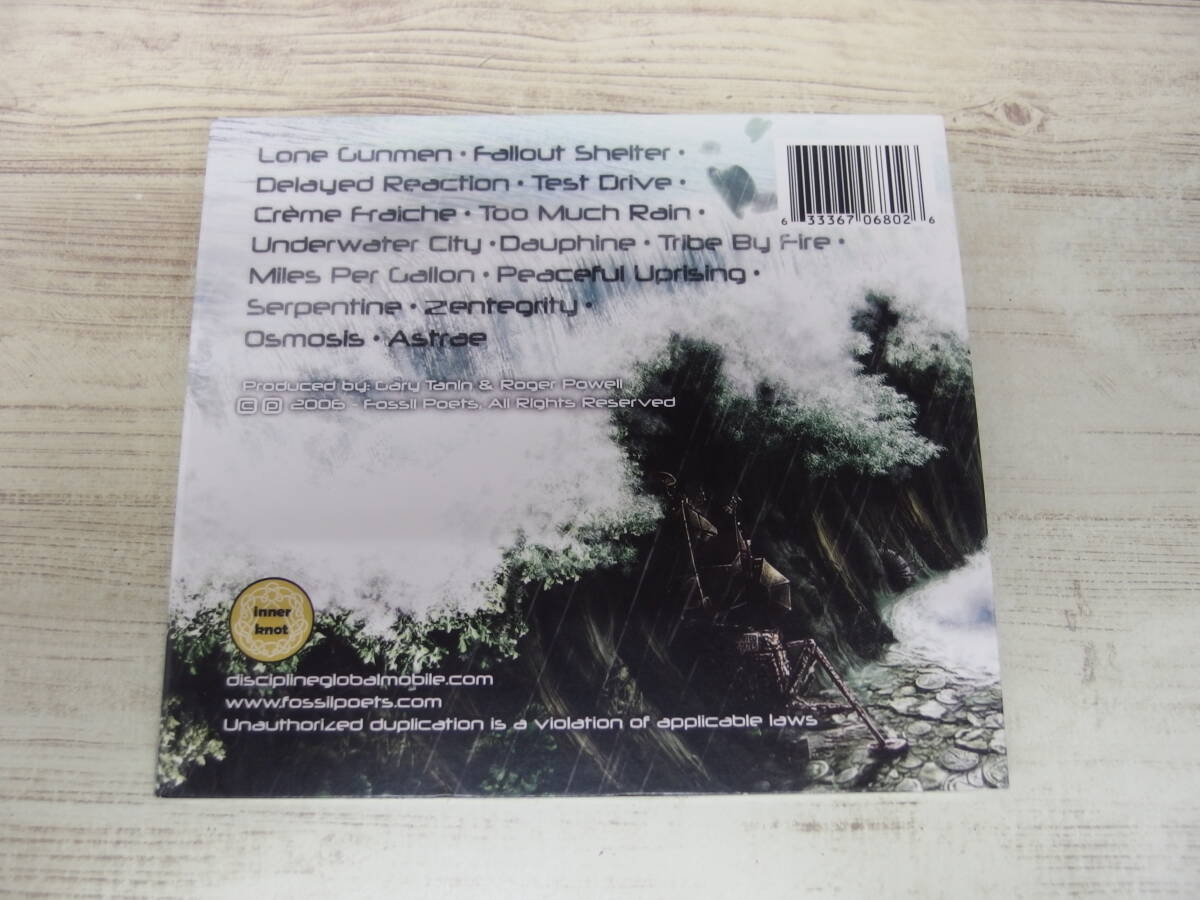 Lone Gunmen • Fallout Shelter •
Delayed Reaction • Test Drive •
Crème Fraiche • Too Much Rain •
Underwater City • Dauphine • Tribe By Fire •
Miles Per Gallon • Peaceful Uprising •
Serpentine • Zentegrity •
Osmosis • Astrae
6 33367 06802 6
Produced by: Gary Tanin & Roger Powell
© ℗ 2006 - Fossil Poets, All Rights Reserved
inner
knot
disciplineglobalmobile.com
www.fossilpoets.com
Unauthorized duplication is a violation of applicable laws